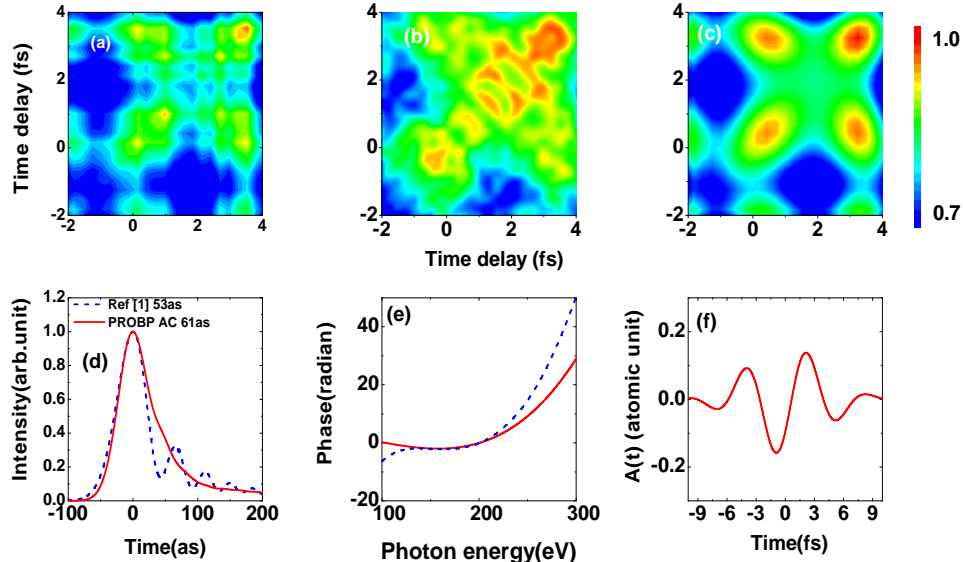 (a) (b) (c)
Time delay (fs)
4
2
0
-2
-2 0 2 4
4
2
0
-2
-2 0 2 4
4
2
0
-2
-2 0 2 4
1.0
0.7
Time delay (fs)
Intensity(arb.unit)
1.2
1.0
0.8
0.6
0.4
0.2
0.0
-100 0 100 200
Ref [1] 53as
PROBP AC 61as
(d)
Time(as)
Phase(radian)
40
20
0
-20
100 200 300
(e)
Photon energy(eV)
A(t) (atomic unit)
0.2
0.0
-0.2
-9 -6 -3 0 3 6 9
(f)
Time(fs)